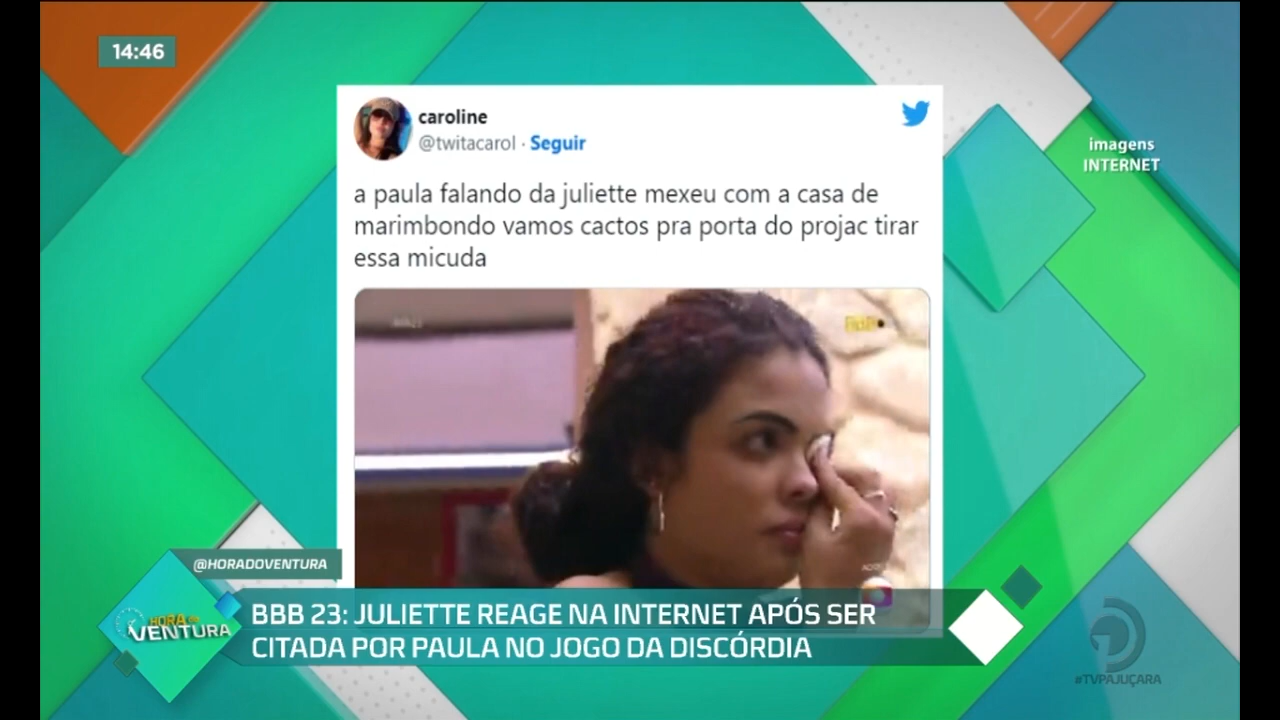 14:46
caroline
@twitacarol · Seguir
imagens
INTERNET
a paula falando da juliette mexeu com a casa de
marimbondo vamos cactos pra porta do projac tirar
essa micuda
@HORADOVENTURA
HORA DO
VENTURA
BBB 23: JULIETTE REAGE NA INTERNET APÓS SER
CITADA POR PAULA NO JOGO DA DISCÓRDIA
#TVPAJUÇARA